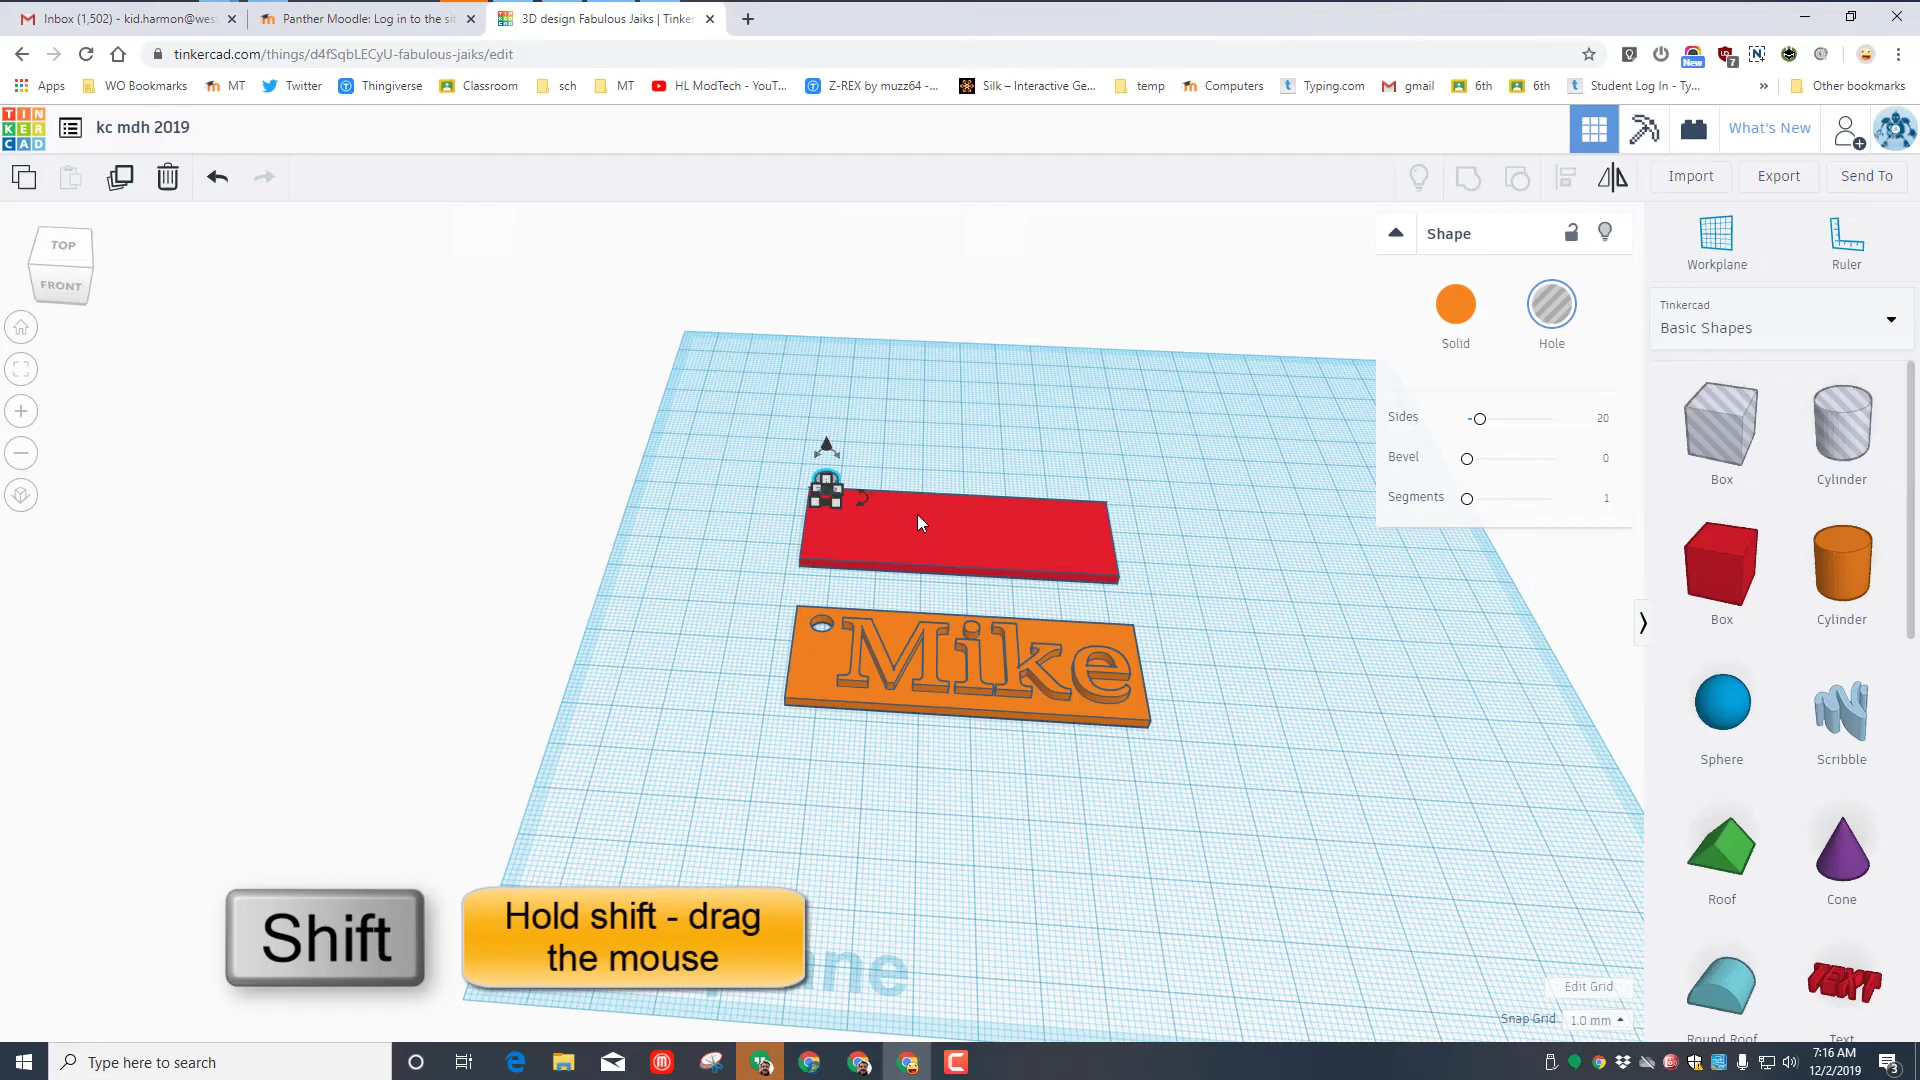 Inbox (1,502) - kid.harmon@wes
Panther Moodle: Log in to the sit
3D design Fabulous Jaiks | Tinker
tinkercad.com/things/d4fSqbLECyU-fabulous-jaiks/edit
New
7
Apps
WO Bookmarks
MT
Twitter
Thingiverse
Classroom
sch
MT
HL ModTech - YouT...
Z-REX by muzz64 -...
Silk – Interactive Ge...
temp
Computers
Typing.com
gmail
6th
6th
Student Log In - Ty...
»
Other bookmarks
TIN
KER
CAD
kc mdh 2019
What's New
Import
Export
Send To
TOP
FRONT
Shape
Solid
Hole
Sides
20
Bevel
0
Segments
1
Workplane
Ruler
Tinkercad
Basic Shapes
Box
Cylinder
Box
Cylinder
Sphere
Scribble
Roof
Cone
TEXT
Round Roof
Text
Mike
Shift
Hold shift - drag
the mouse
ane
Edit Grid
Snap Grid
1.0 mm
Type here to search
7:16 AM
12/2/2019
3